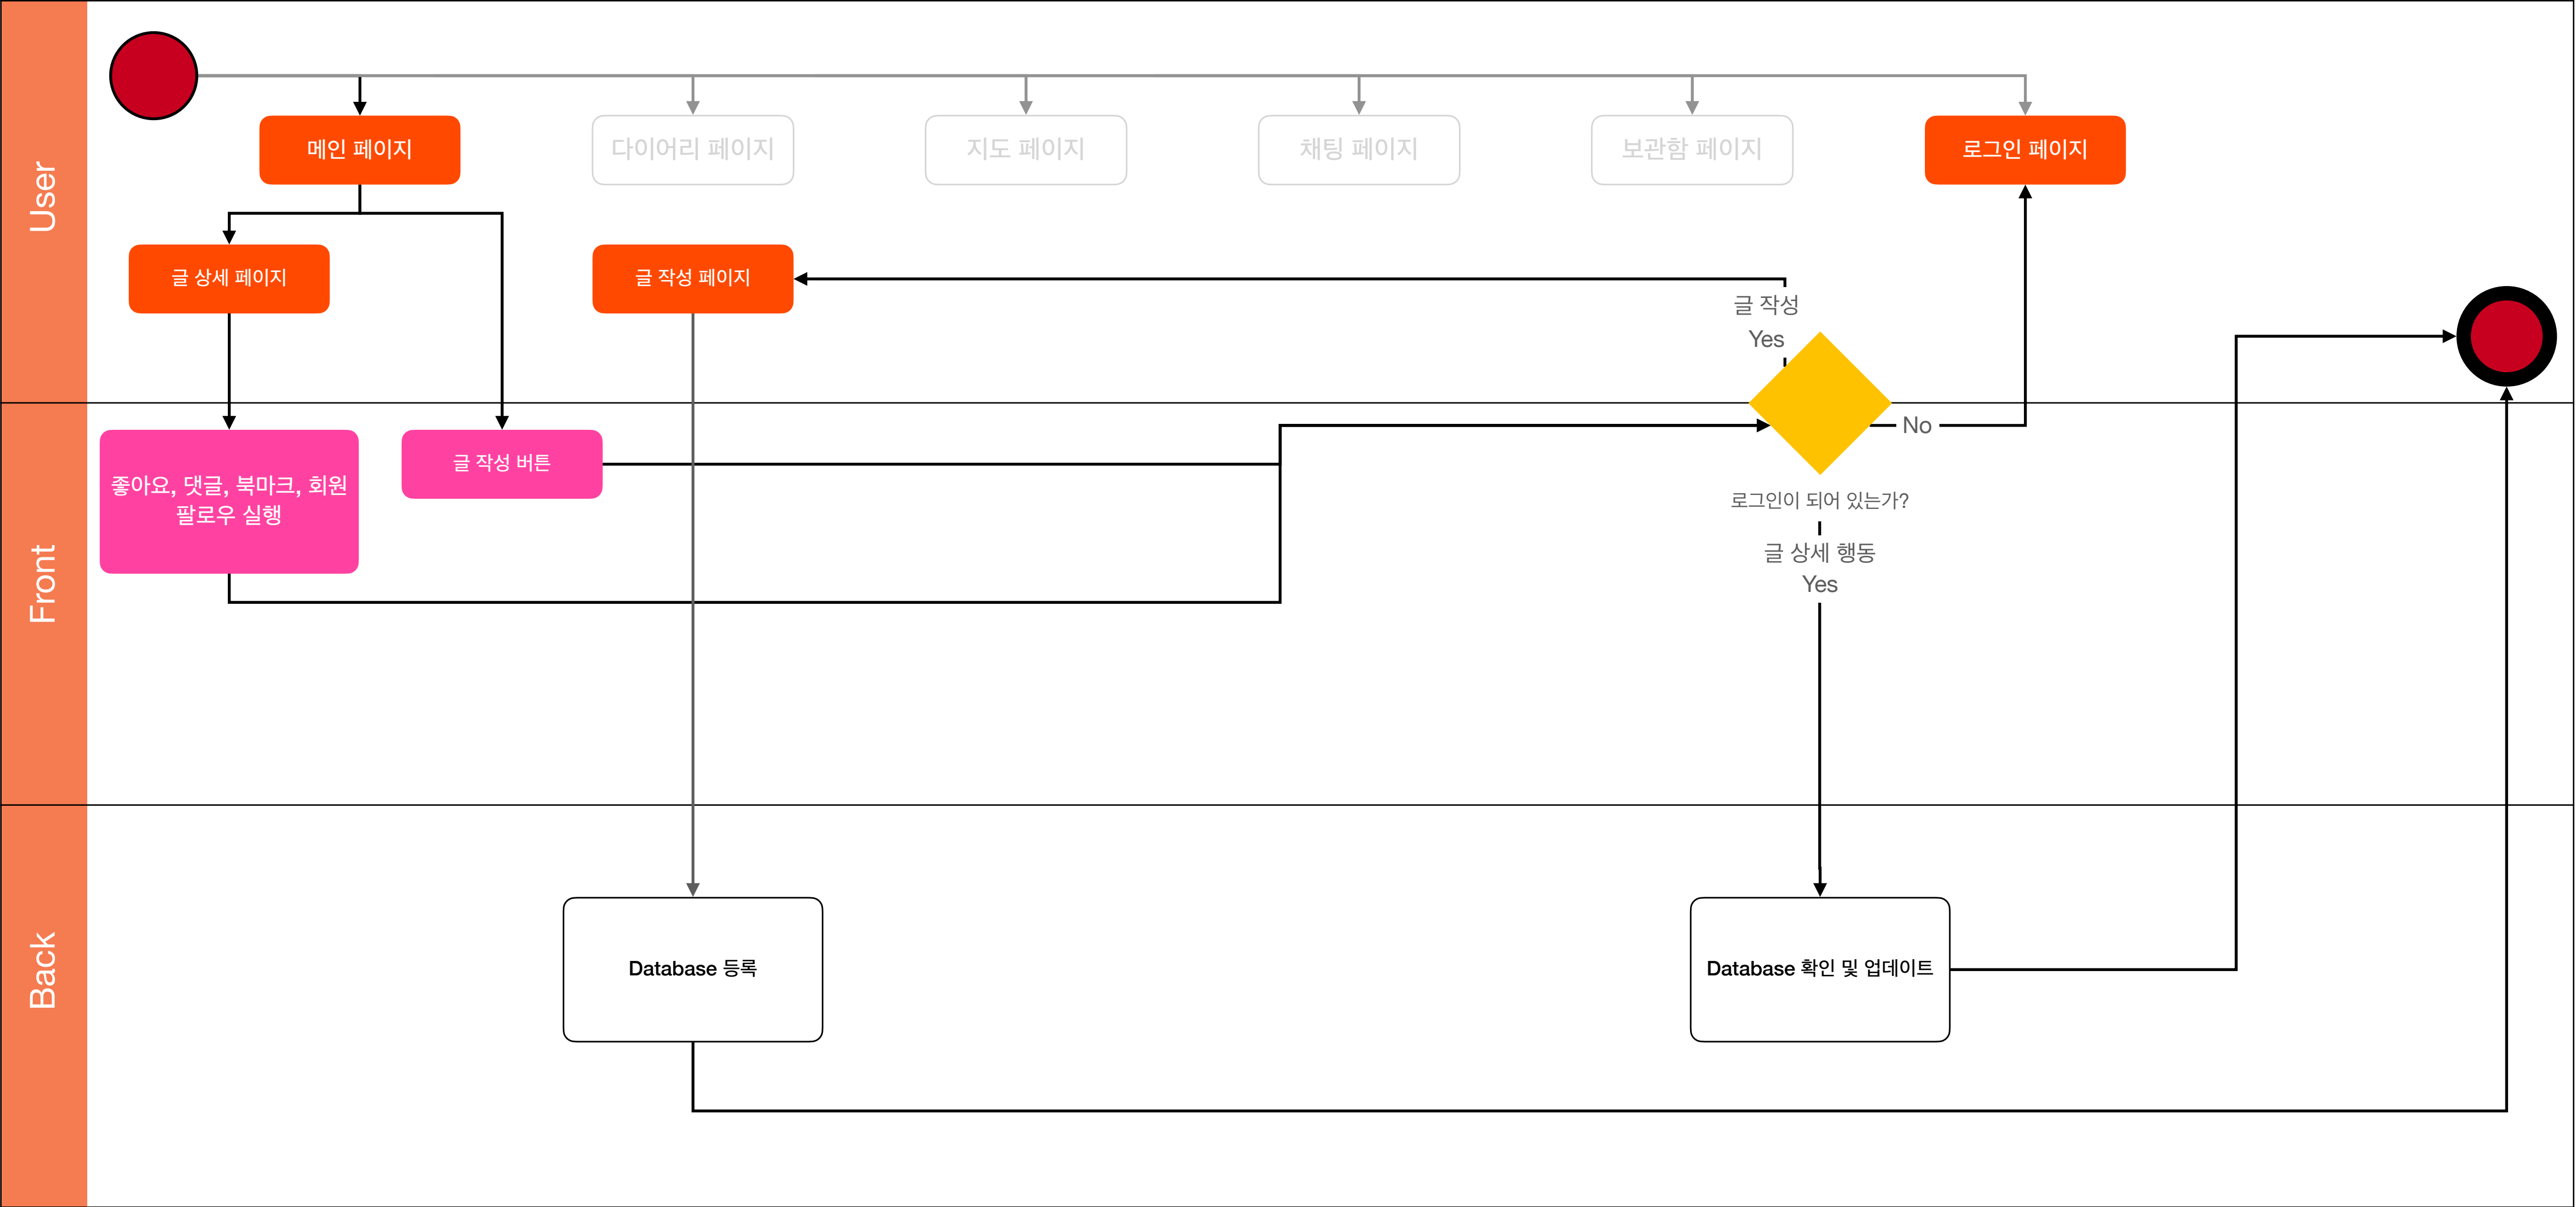 User
메인 페이지
다이어리 페이지
지도 페이지
채팅 페이지
보관함 페이지
로그인 페이지
글 상세 페이지
글 작성 페이지
글 작성
Yes
Front
좋아요, 댓글, 북마크, 회원
팔로우 실행
글 작성 버튼
No
로그인이 되어 있는가?
글 상세 행동
Yes
Back
Database 등록
Database 확인 및 업데이트